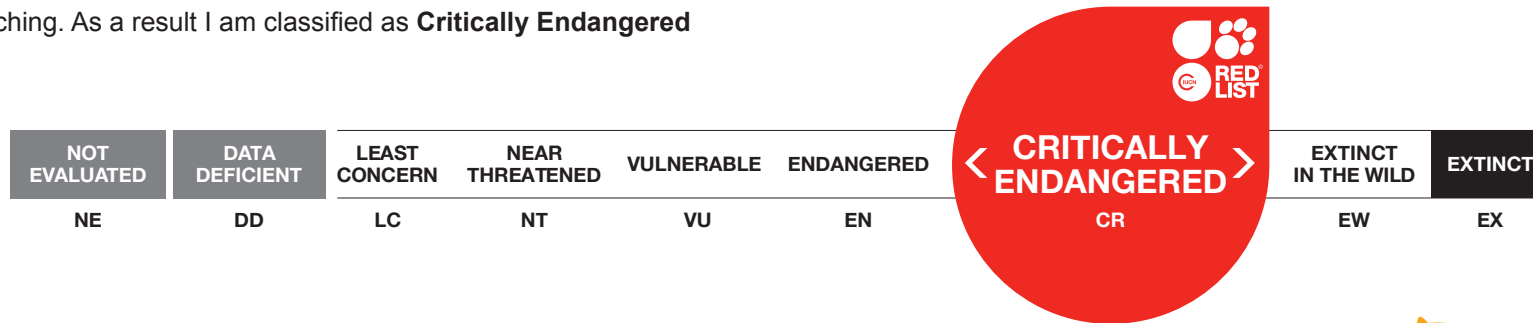 ching. As a result I am classified as Critically Endangered
IUCN
RED
LIST
NOT
EVALUATED
DATA
DEFICIENT
LEAST
CONCERN
NEAR
THREATENED
VULNERABLE
ENDANGERED
< CRITICALLY
ENDANGERED >
EXTINCT
IN THE WILD
EXTINCT
NE
DD
LC
NT
VU
EN
CR
EW
EX